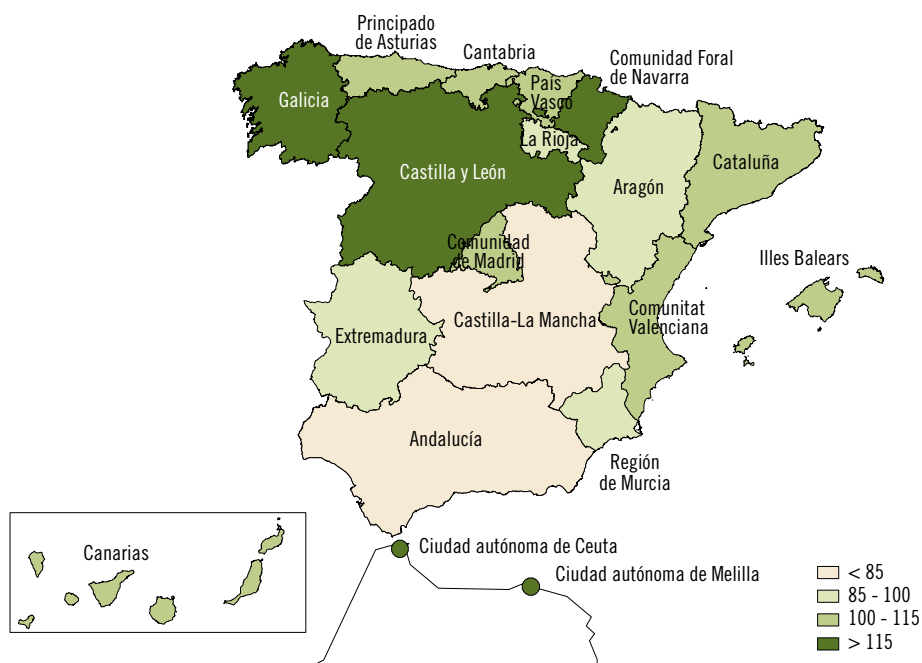 Principado
de Asturias
Cantabria
Comunidad Foral
de Navarra
País
Vasco
Galicia
La Rioja
Castilla y León
Aragón
Cataluña
Comunidad
de Madrid
Illes Balears
Castilla-La Mancha
Comunitat
Valenciana
Extremadura
Andalucía
Región
de Murcia
Canarias
Ciudad autónoma de Ceuta
Ciudad autónoma de Melilla
< 85
85 - 100
100 - 115
> 115